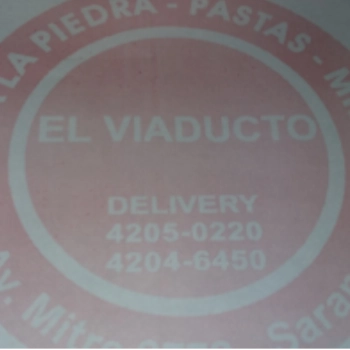 LA PIEDRA - PASTAS -
EL VIADUCTO
DELIVERY
4205-0220
4204-6450
Av. Mitre